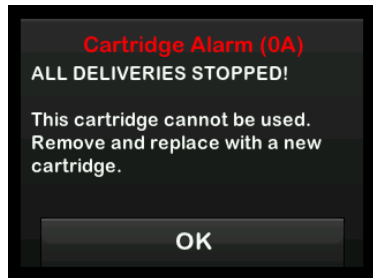 Cartridge Alarm (0A)
ALL DELIVERIES STOPPED!
This cartridge cannot be used.
Remove and replace with a new
cartridge.
OK